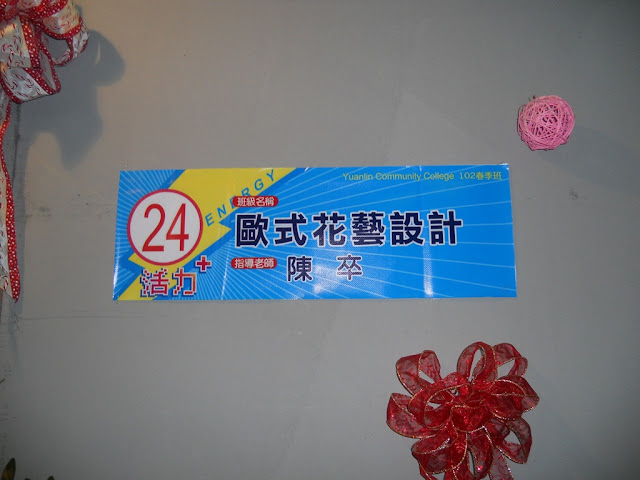 Yuanlin Community College 102春季班
ENERGY
班級名稱
24
歐式花藝設計
指導老師
陳 卒
活力+